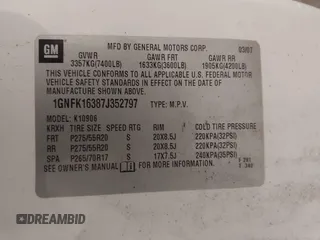 GM
MFD BY GENERAL MOTORS CORP. 03/07
GVWR GAWR FRT GAWR RR
3357KG(7400LB) 1633KG(3600LB) 1905KG(4200LB)
THIS VEHICLE CONFORMS TO ALL APPLICABLE U.S. FEDERAL
MOTOR VEHICLE SAFETY STANDARDS IN EFFECT ON THE DATE
OF MANUFACTURE SHOWN ABOVE.
1GNFK16387J352797 TYPE: M.P.V.
MODEL: K10906
KRXH TIRE SIZE SPEED RTG RIM COLD TIRE PRESSURE
FRT P275/55R20 S 20X8.5J 220KPA(32PSI)
RR P275/55R20 S 20X8.5J 220KPA(32PSI)
SPA P265/70R17 S 17X7.5J 240KPA(35PSI)
SEE OWNER'S MANUAL FOR MORE INFORMATION.
DREAMBID